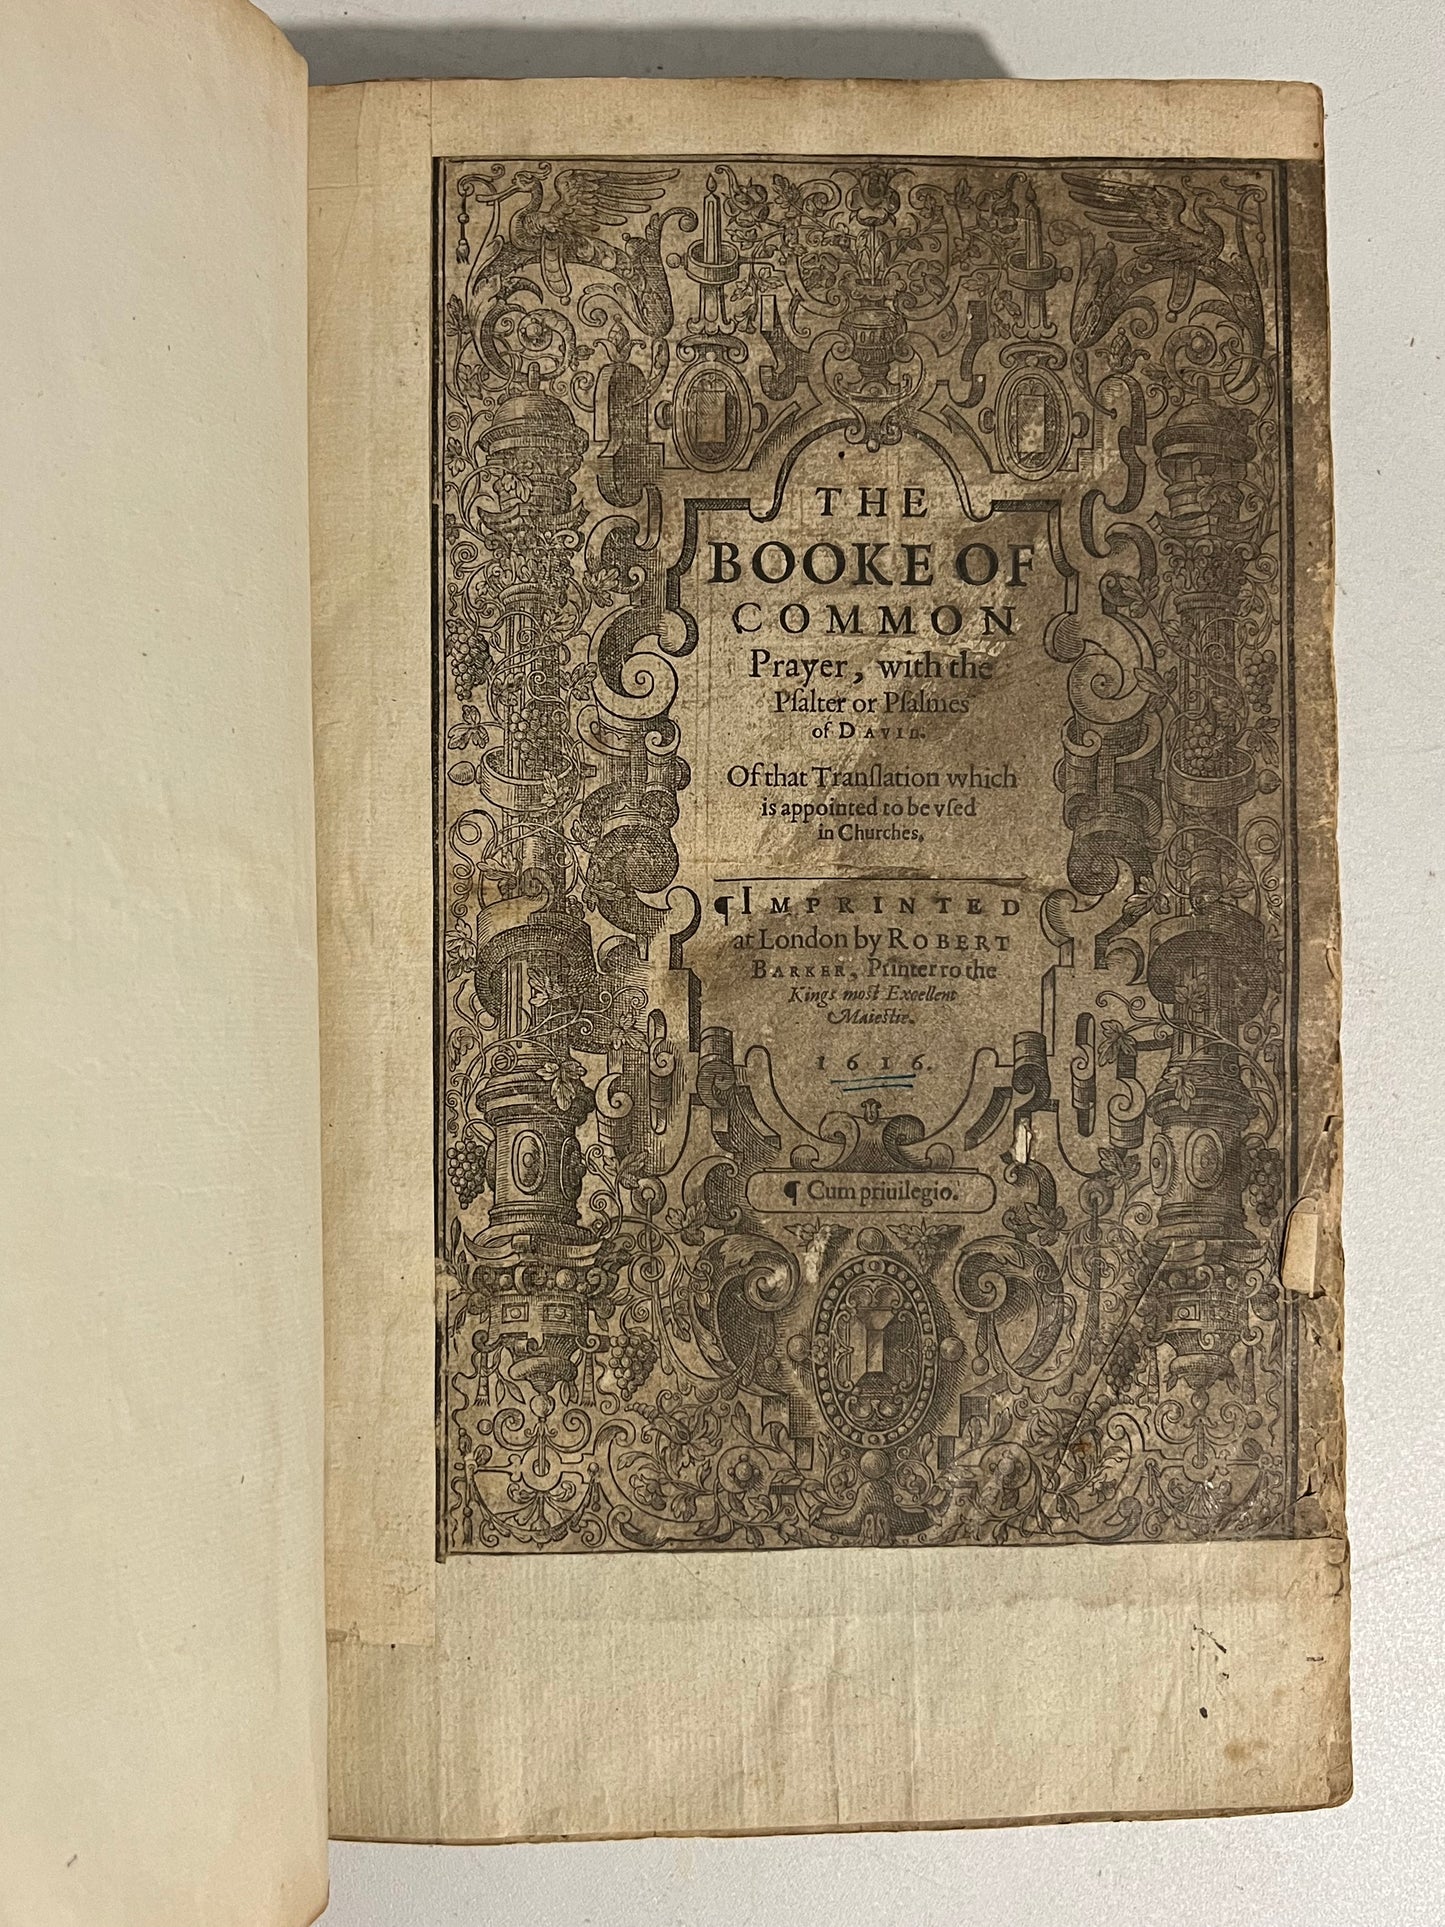 THE
BOOKE OF
COMMON
Prayer, with the
Pſalter or Pſalmes
of DAVID.
Of that Tranſlation which
is appointed to be vſed
in Churches.
¶IMPRINTED
at London by ROBERT
BARKER, Printer to the
Kings moſt Excellent
Maieſtie.
1616.
¶ Cum priuilegio.